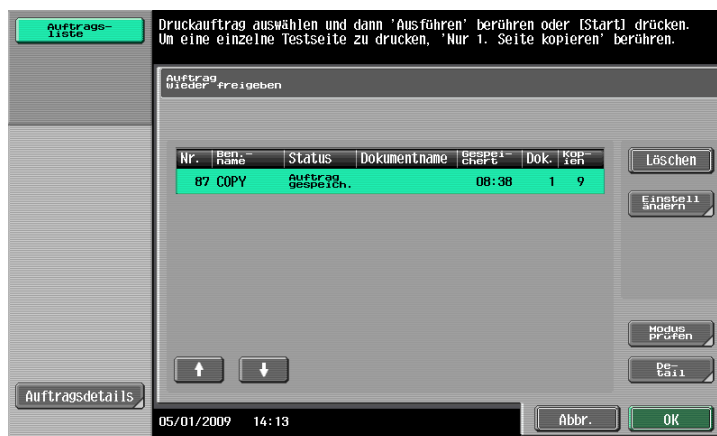 Auftrags-
liste
Druckauftrag auswählen und dann 'Ausführen' berühren oder [Start] drücken.
Um eine einzelne Testseite zu drucken, 'Nur 1. Seite kopieren' berühren.
Auftrag
wieder freigeben
Nr. Ben.-name Status Dokumentname Gespei-chert Dok. Kop-ien
87 COPY Auftrag gespeich. 08:38 1 9
Löschen
Einstell
ändern
Modus
prüfen
De-
tail
Auftragsdetails
05/01/2009 14:13
Abbr. OK